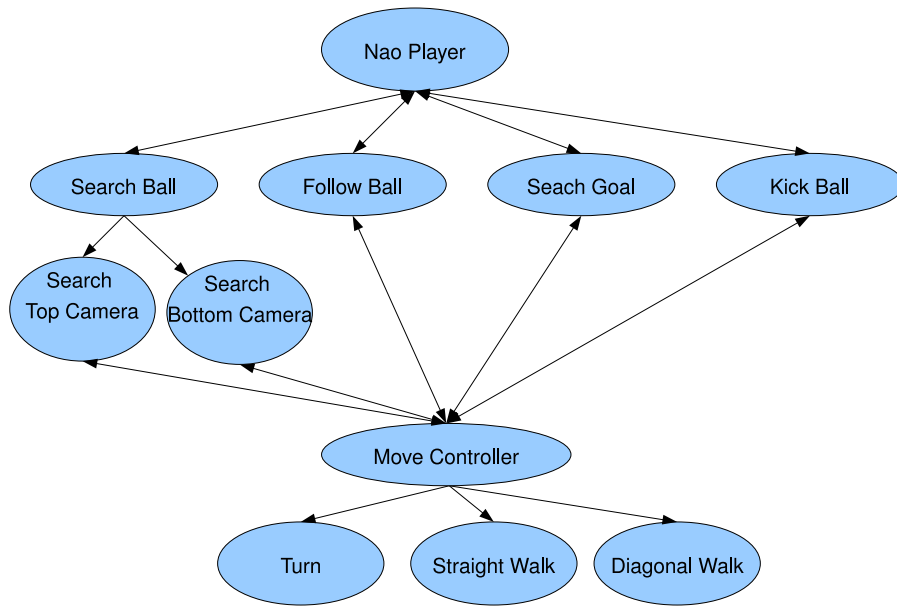 Nao Player
Search Ball
Follow Ball
Seach Goal
Kick Ball
Search
Top Camera
Search
Bottom Camera
Move Controller
Turn
Straight Walk
Diagonal Walk